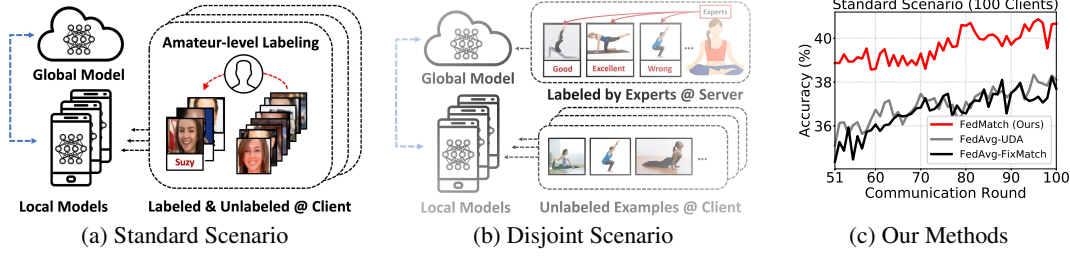 Amateur-level Labeling
Global Model
Suzy
Local Models
Labeled & Unlabeled @ Client
(a) Standard Scenario
Experts
Good
Excellent
Wrong
...
Global Model
Labeled by Experts @ Server
...
Local Models
Unlabeled Examples @ Client
(b) Disjoint Scenario
Standard Scenario (100 Clients)
Accuracy (%)
40
38
36
FedMatch (Ours)
FedAvg-UDA
FedAvg-FixMatch
51 60 70 80 90 100
Communication Round
(c) Our Methods